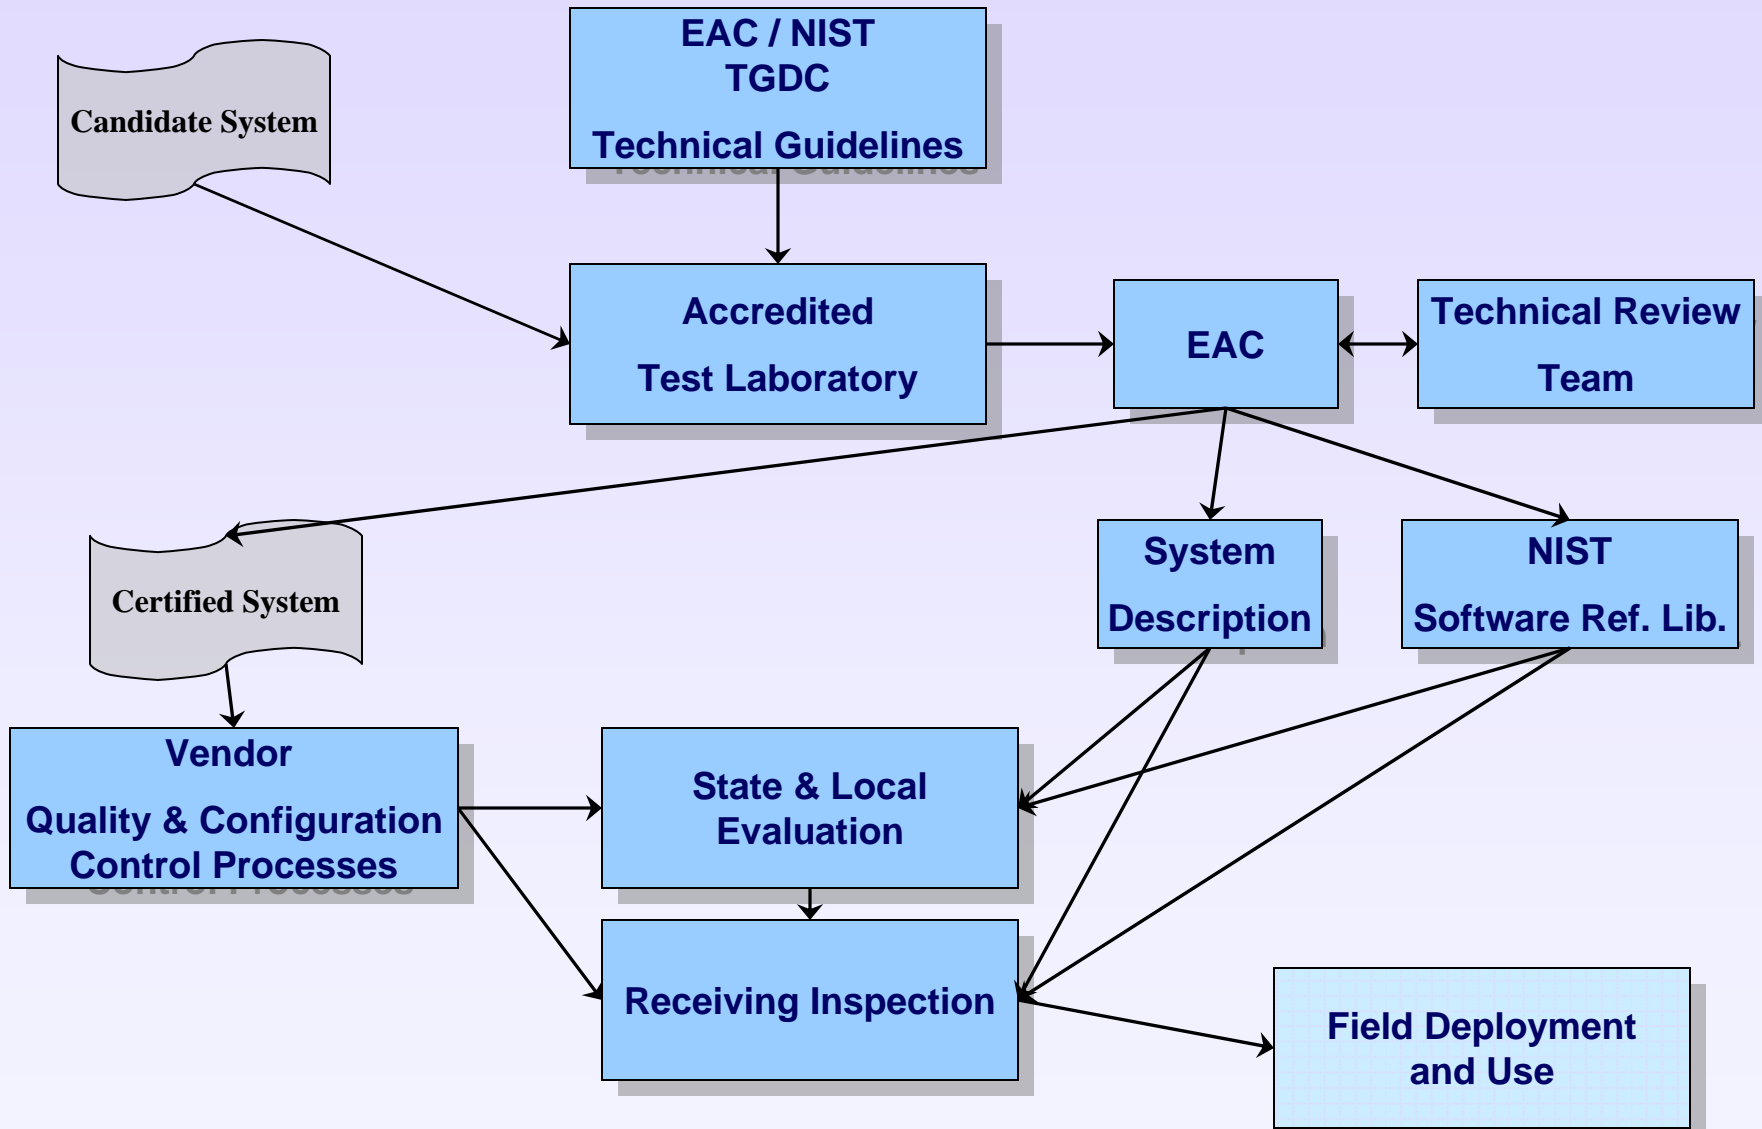 EAC / NIST
TGDC
Technical Guidelines
Candidate System
Accredited
Test Laboratory
EAC
Technical Review
Team
Certified System
System
Description
NIST
Software Ref. Lib.
Vendor
Quality & Configuration
Control Processes
State & Local
Evaluation
Receiving Inspection
Field Deployment
and Use